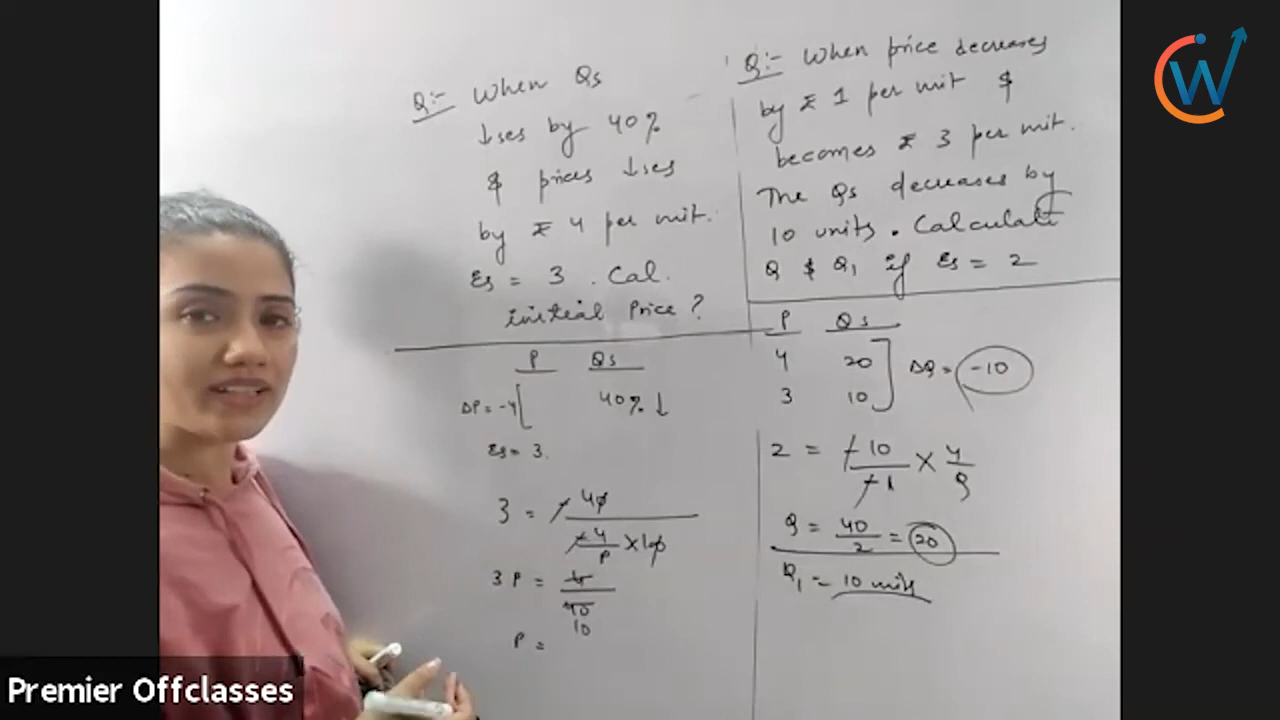 Q:- When Qs
↓ses by 40%
& prices ↓ses
by ₹ 4 per unit.
Es = 3 . Cal.
initial Price ?
P Qs
ΔP = -4 40% ↓
Es = 3.
3 = -40
-4/P × 100
3P = 4
40
10
P =
Q:- When price decreases
by ₹ 1 per unit &
becomes ₹ 3 per unit.
The Qs decreases by
10 units. Calculate
Q & Q₁ if Es = 2
P Qs
4 20
3 10
ΔQ = -10
2 = -10/-1 × 4/Q
Q = 40/2 = 20
Q₁ = 10 units
W
Premier Offclasses